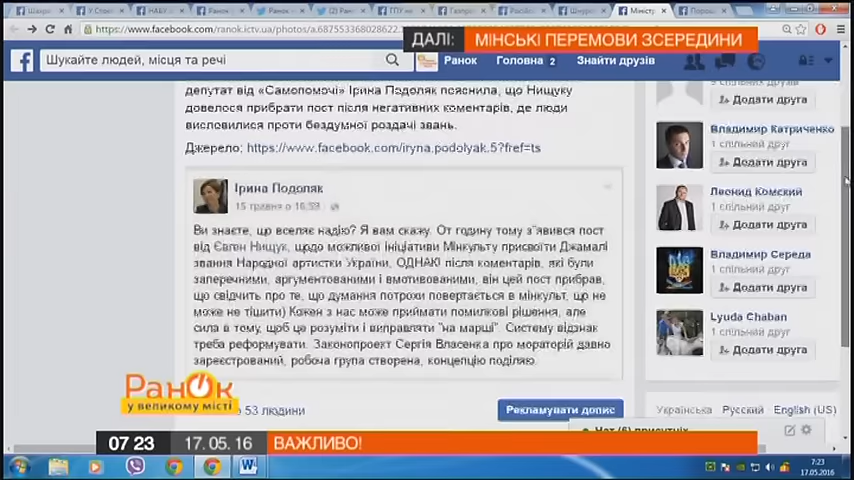 https://www.facebook.com/ranok.ictv.ua/photos/a.687553368028622.
ДАЛІ: МІНСЬКІ ПЕРЕМОВИ ЗСЕРЕДИНИ
Шукайте людей, місця та речі
Ранок
Головна 2
Знайти друзів
депутат від «Самопомочі» Ірина Подоляк пояснила, що Нищуку
довелося прибрати пост після негативних коментарів, де люди
висловилися проти бездумної роздачі звань.
Джерело: https://www.facebook.com/iryna.podolyak.5?fref=ts
Ірина Подоляк
15 травня о 16:53
Ви знаєте, що вселяє надію? Я вам скажу. От годину тому з"явився пост
від Євген Нищук, щодо можливої ініціативи Мінкульту присвоїти Джамалі
звання Народної артистки України, ОДНАК! після коментарів, які були
заперечними, аргументованими і вмотивованими, він цей пост прибрав,
що свідчить про те, що думання потрохи повертається в мінкульт, що не
може не тішити) Кожен з нас може приймати помилкові рішення, але
сила в тому, щоб це розуміти і виправляти "на марші". Систему відзнак
треба реформувати. Законопроект Сергія Власенка про мораторій давно
зареєстрований, робоча група створена, концепцію поділяю.
53 людини
Рекламувати допис
Додати друга
Владимир Катриченко
1 спільний друг
Додати друга
Леонид Комский
1 спільний друг
Додати друга
Владимир Середа
1 спільний друг
Додати друга
Lyuda Chaban
1 спільний друг
Додати друга
Українська Русский English (US)
Чат (6) присутніх
Ранок
у великому місті
07 23 17.05.16 ВАЖЛИВО!
7:23
17.05.2016